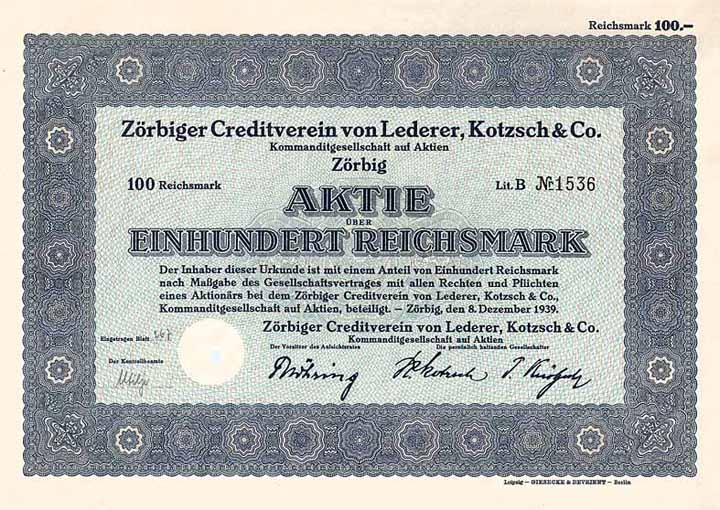 Reichsmark 100.—
Zörbiger Creditverein von Lederer, Kotzsch & Co.
Kommanditgesellschaft auf Aktien
Zörbig
100 Reichsmark Lit. B № 1536
AKTIE
ÜBER
EINHUNDERT REICHSMARK
Der Inhaber dieser Urkunde ist mit einem Anteil von Einhundert Reichsmark
nach Maßgabe des Gesellschaftsvertrages mit allen Rechten und Pflichten
eines Aktionärs bei dem Zörbiger Creditverein von Lederer, Kotzsch & Co.,
Kommanditgesellschaft auf Aktien, beteiligt. — Zörbig, den 8. Dezember 1939.
Zörbiger Creditverein von Lederer, Kotzsch & Co.
Kommanditgesellschaft auf Aktien
Eingetragen Blatt
Der Vorsitzer des Aufsichtsrates Die persönlich haftenden Gesellschafter
Der Kontrollbeamte
Leipzig — GIESECKE & DEVRIENT — Berlin